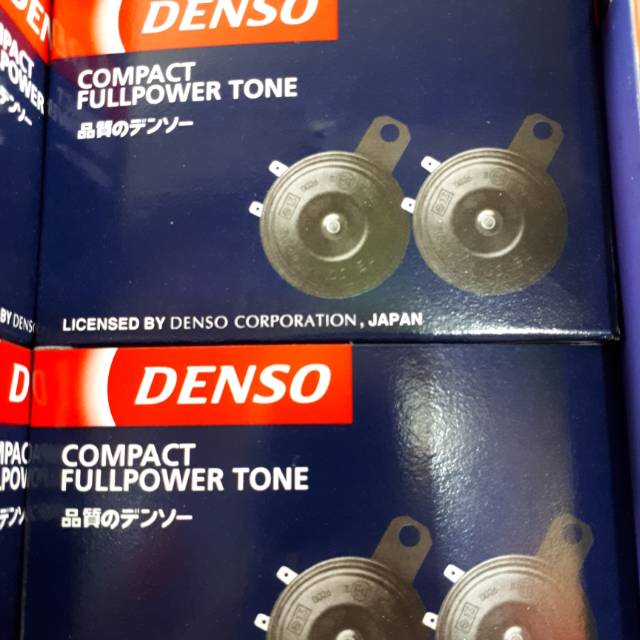 DENSO
COMPACT
FULLPOWER TONE
品質のデンソー
LICENSED BY DENSO CORPORATION, JAPAN
DENSO
COMPACT
FULLPOWER TONE
品質のデンソー